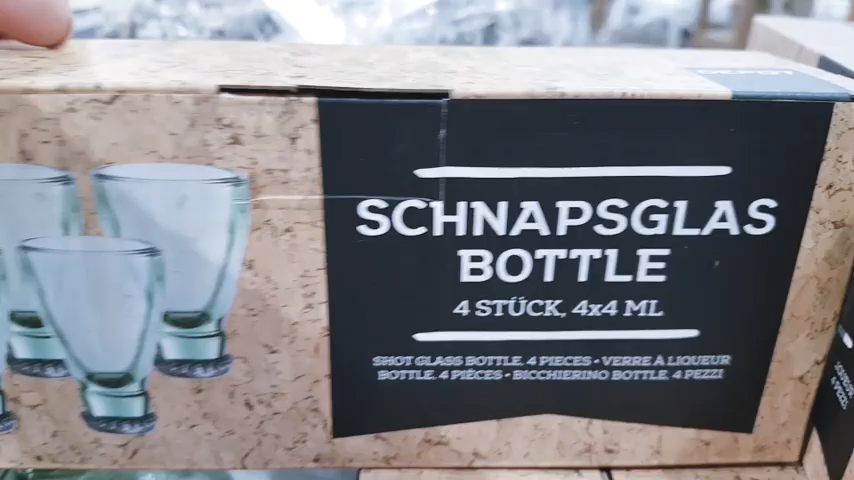 DEPOT
SCHNAPSGLAS
BOTTLE
4 STÜCK, 4x4 ML
SHOT GLASS BOTTLE, 4 PIECES • VERRE À LIQUEUR
BOTTLE, 4 PIÈCES • BICCHIERINO BOTTLE, 4 PEZZI